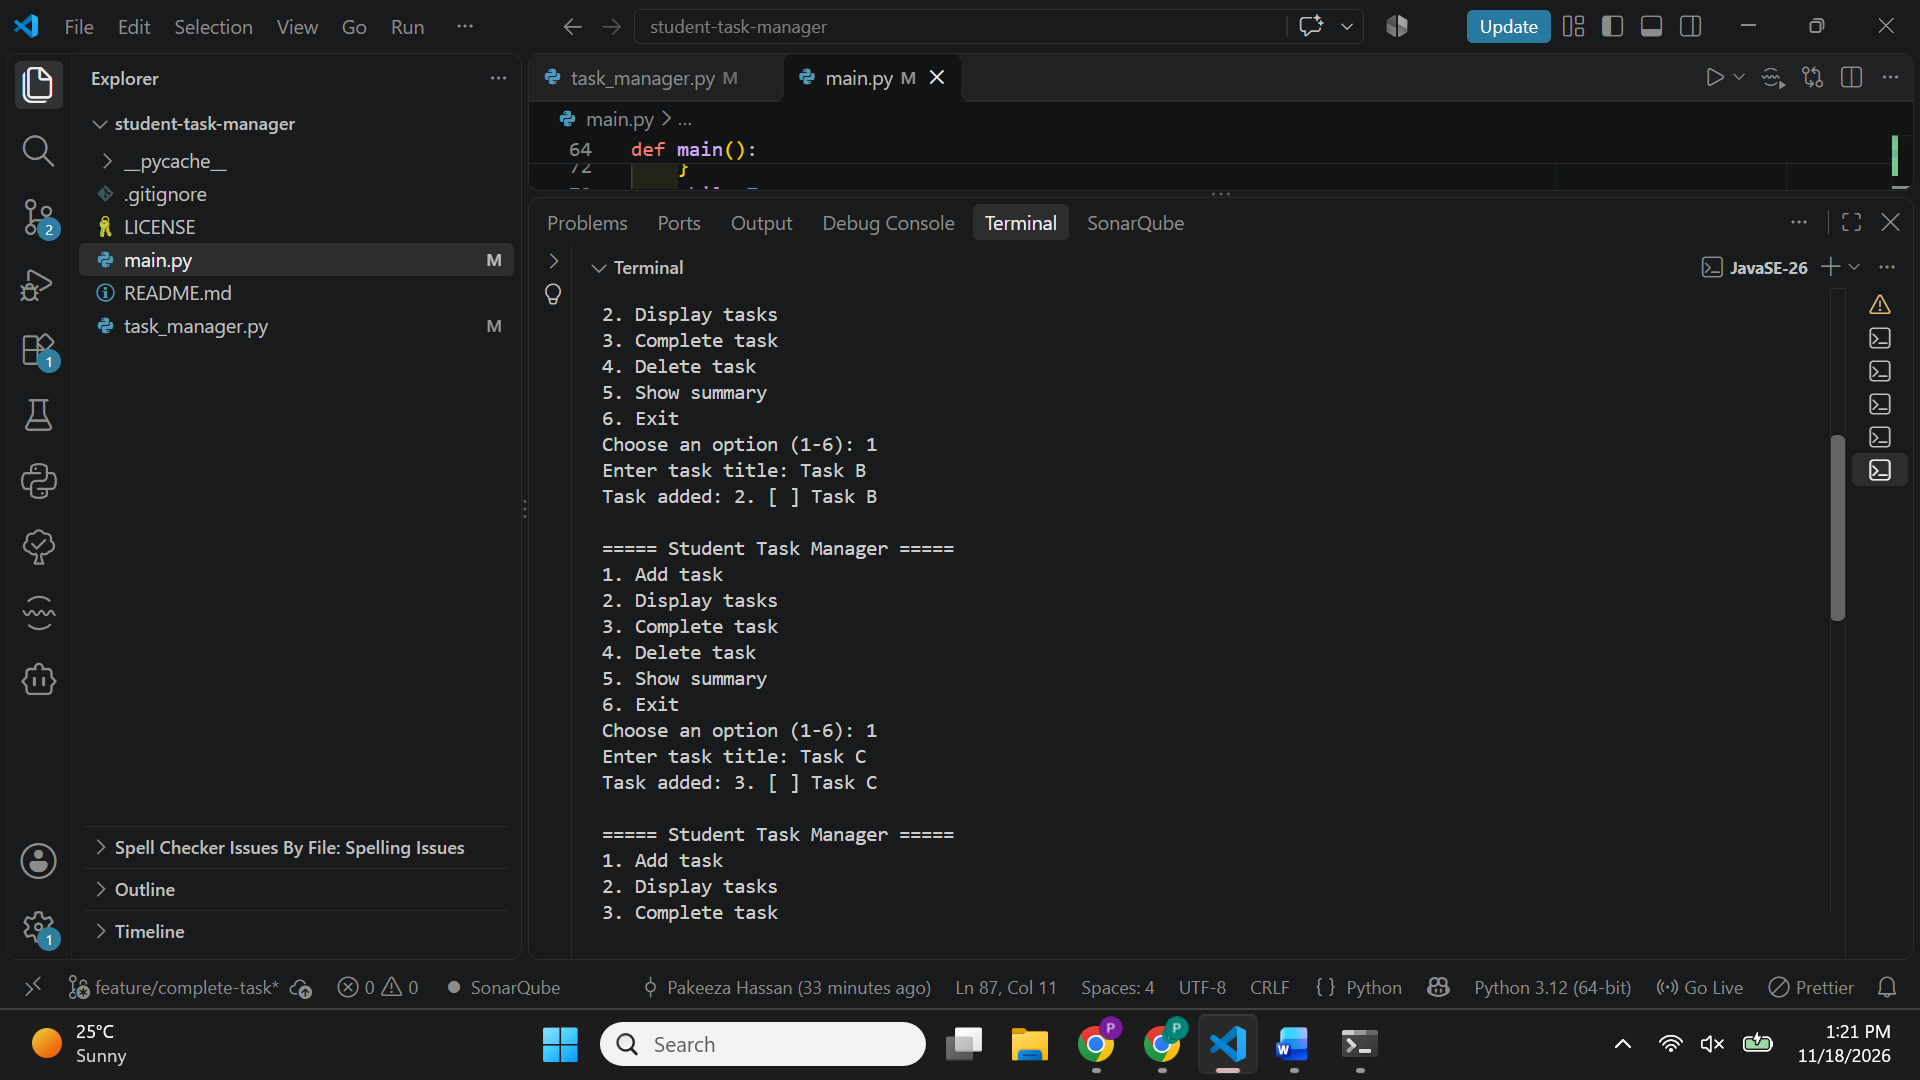 File Edit Selection View Go Run ...
student-task-manager
Update
Explorer
student-task-manager
__pycache__
.gitignore
LICENSE
main.py M
README.md
task_manager.py M
Spell Checker Issues By File: Spelling Issues
Outline
Timeline
2
1
1
task_manager.py M
main.py M
main.py > ...
64 def main():
72 }
Problems Ports Output Debug Console Terminal SonarQube
Terminal
JavaSE-26
2. Display tasks
3. Complete task
4. Delete task
5. Show summary
6. Exit
Choose an option (1-6): 1
Enter task title: Task B
Task added: 2. [ ] Task B
===== Student Task Manager =====
1. Add task
2. Display tasks
3. Complete task
4. Delete task
5. Show summary
6. Exit
Choose an option (1-6): 1
Enter task title: Task C
Task added: 3. [ ] Task C
===== Student Task Manager =====
1. Add task
2. Display tasks
3. Complete task
feature/complete-task* 0 0 SonarQube Pakeeza Hassan (33 minutes ago) Ln 87, Col 11 Spaces: 4 UTF-8 CRLF { } Python Python 3.12 (64-bit) Go Live Prettier
25°C
Sunny
Search
P
P
W
1:21 PM
11/18/2026